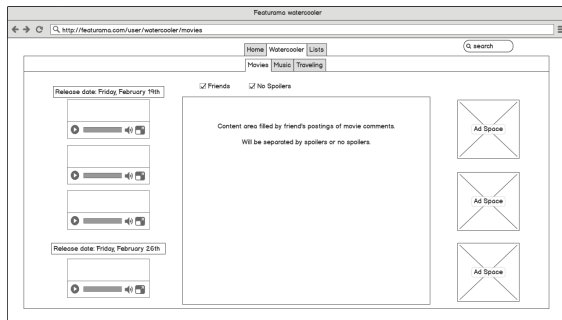 Featurama watercooler
http://featurama.com/user/watercooler/movies
Home Watercooler Lists
search
Movies Music Traveling
Friends No Spoilers
Release date: Friday, February 19th
Content area filled by friend's postings of movie comments.
Will be separated by spoilers or no spoilers.
Ad Space
Ad Space
Release date: Friday, February 26th
Ad Space